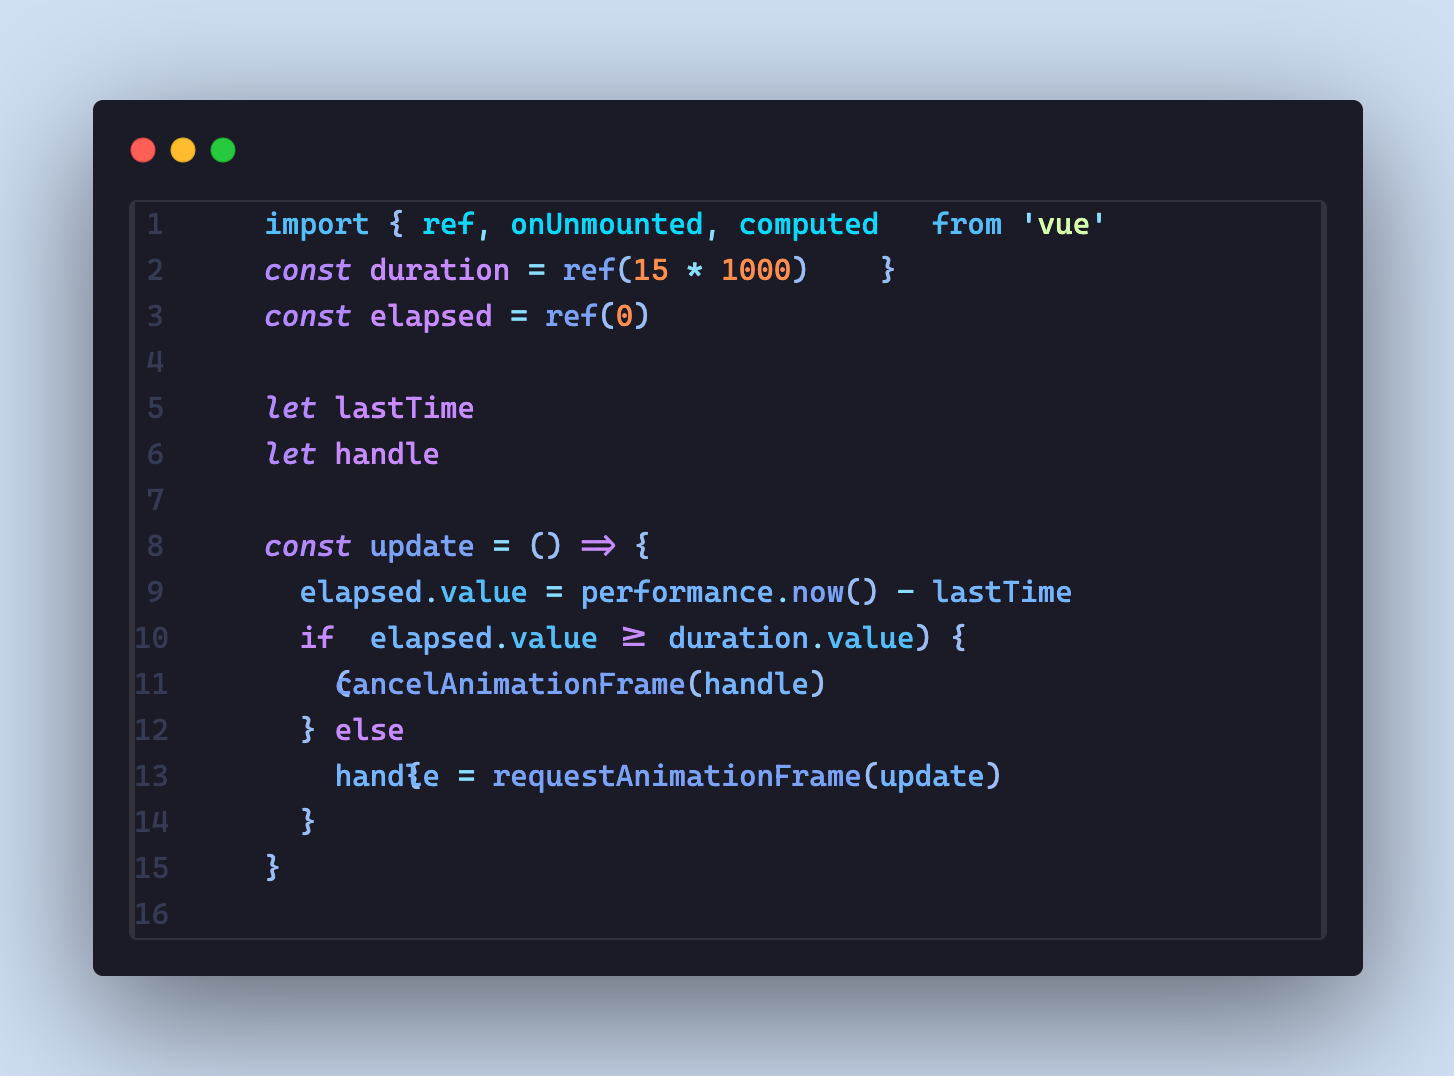 1 import { ref, onUnmounted, computed   from 'vue'
2 const duration = ref(15 * 1000)    }
3 const elapsed = ref(0)
4
5 let lastTime
6 let handle
7
8 const update = () => {
9   elapsed.value = performance.now() - lastTime
10   if  elapsed.value >= duration.value) {
11     (cancelAnimationFrame(handle)
12   } else
13     handl{e = requestAnimationFrame(update)
14   }
15 }
16